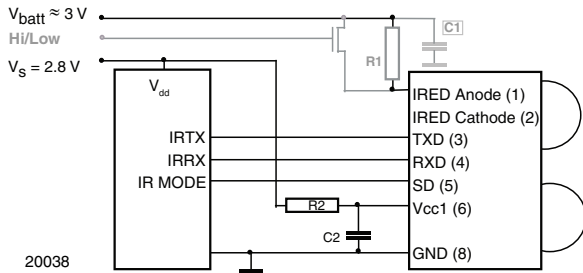 Vbatt ≈ 3 V
Hi/Low
Vs = 2.8 V
R1
C1
Vdd
IRTX
IRRX
IR MODE
IRED Anode (1)
IRED Cathode (2)
TXD (3)
RXD (4)
SD (5)
Vcc1 (6)
GND (8)
R2
C2
20038